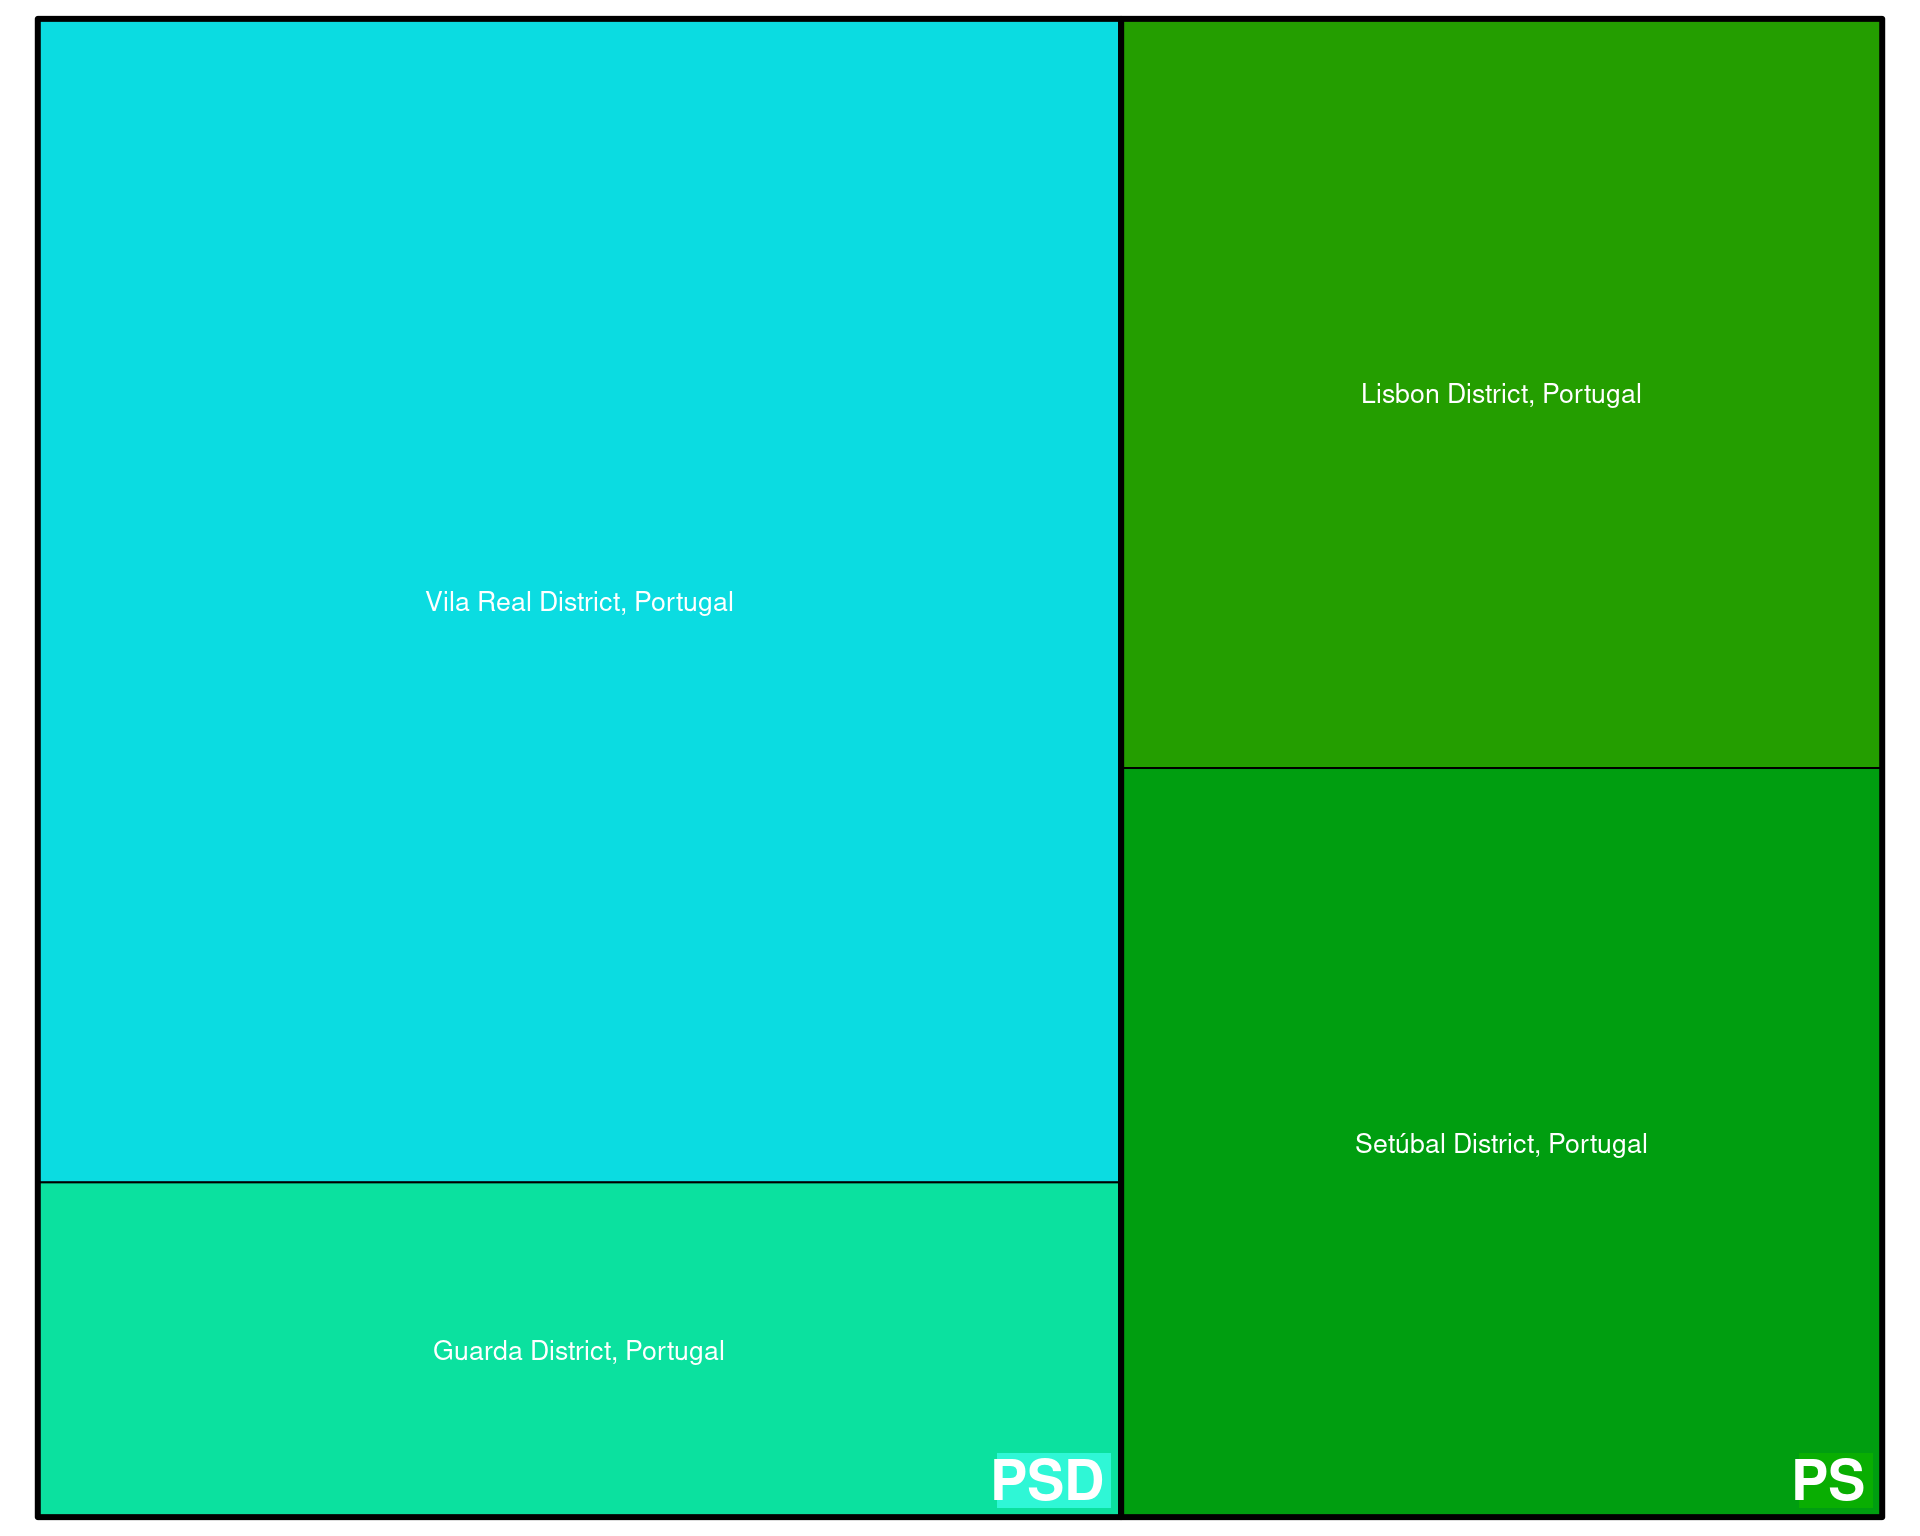 Vila Real District, Portugal
Guarda District, Portugal
PSD
Lisbon District, Portugal
Setúbal District, Portugal
PS